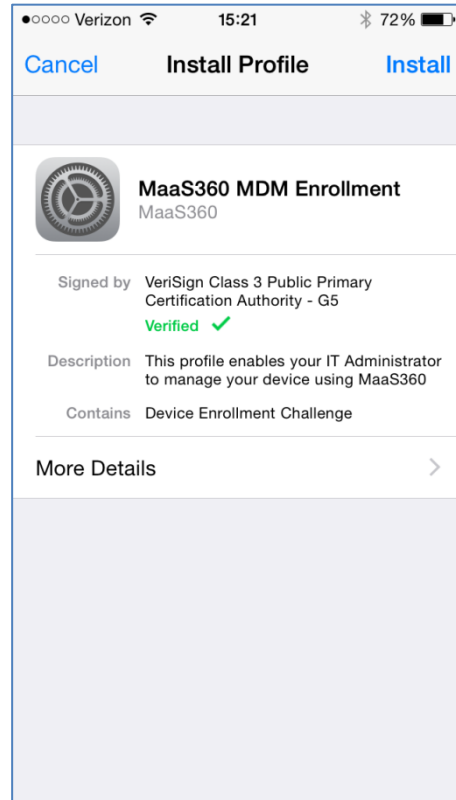 Verizon 15:21 72%
Cancel Install Profile Install
MaaS360 MDM Enrollment
MaaS360
Signed by VeriSign Class 3 Public Primary
Certification Authority - G5
Verified ✓
Description This profile enables your IT Administrator
to manage your device using MaaS360
Contains Device Enrollment Challenge
More Details